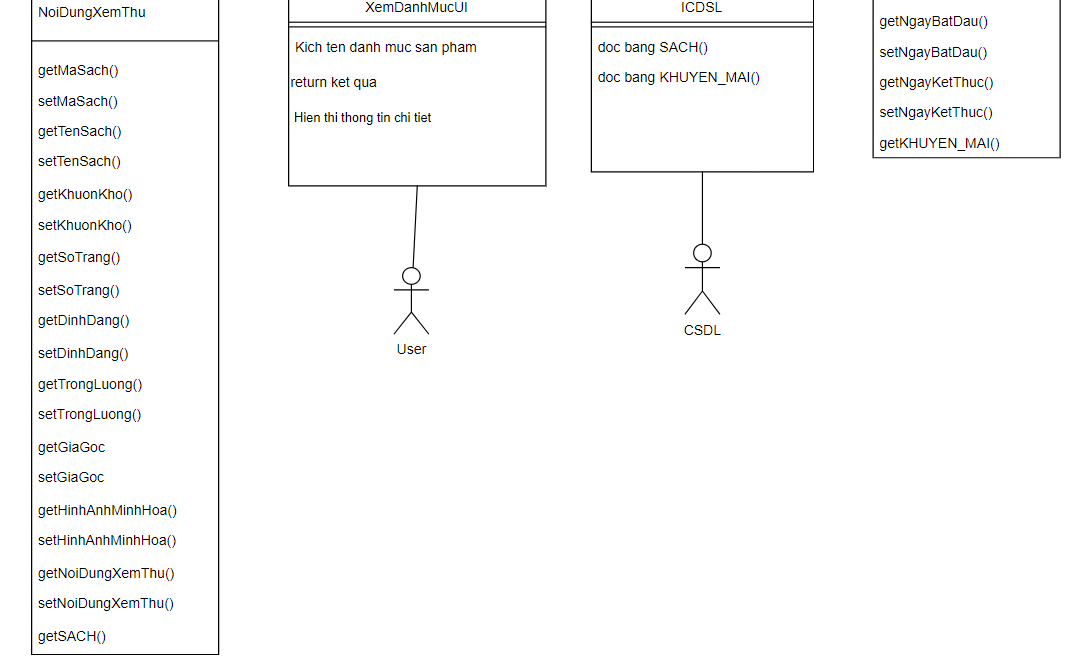 NoiDungXemThu
getMaSach()
setMaSach()
getTenSach()
setTenSach()
getKhuonKho()
setKhuonKho()
getSoTrang()
setSoTrang()
getDinhDang()
setDinhDang()
getTrongLuong()
setTrongLuong()
getGiaGoc
setGiaGoc
getHinhAnhMinhHoa()
setHinhAnhMinhHoa()
getNoiDungXemThu()
setNoiDungXemThu()
getSACH()
XemDanhMucUI
Kich ten danh muc san pham
return ket qua
Hien thi thong tin chi tiet
User
ICDSL
doc bang SACH()
doc bang KHUYEN_MAI()
CSDL
getNgayBatDau()
setNgayBatDau()
getNgayKetThuc()
setNgayKetThuc()
getKHUYEN_MAI()